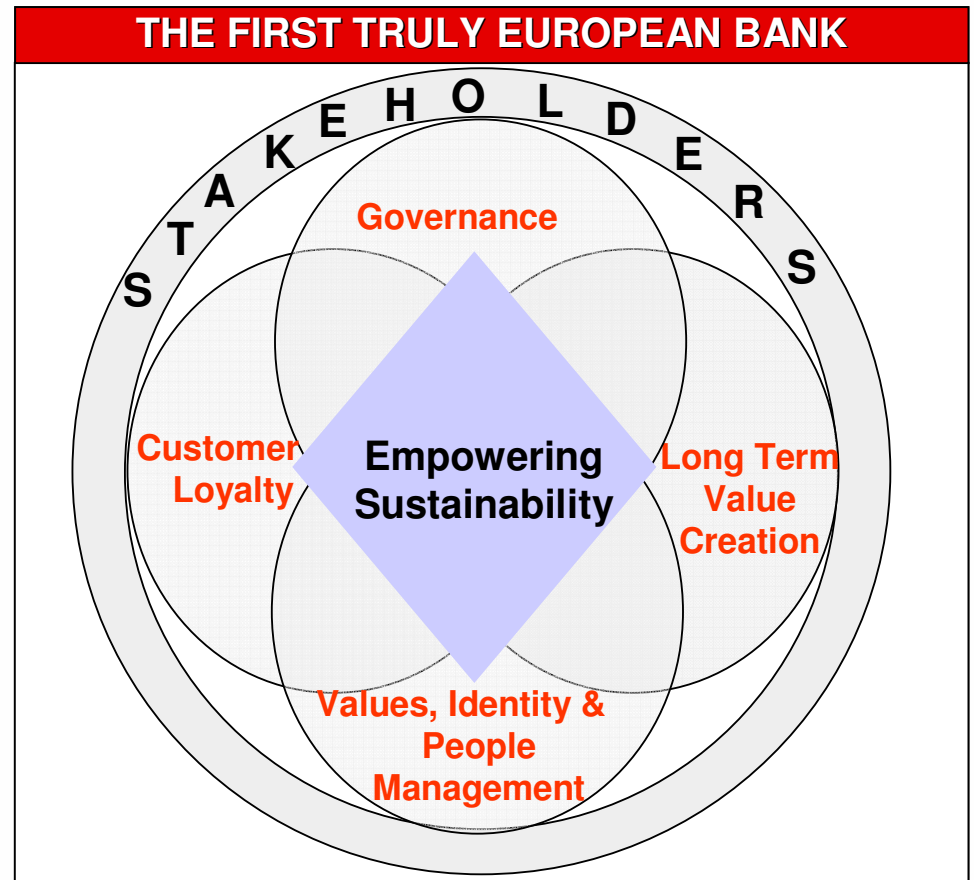 THE FIRST TRULY EUROPEAN BANK
STAKEHOLDERS
Governance
Customer
Loyalty
Empowering
Sustainability
Long Term
Value
Creation
Values, Identity &
People
Management